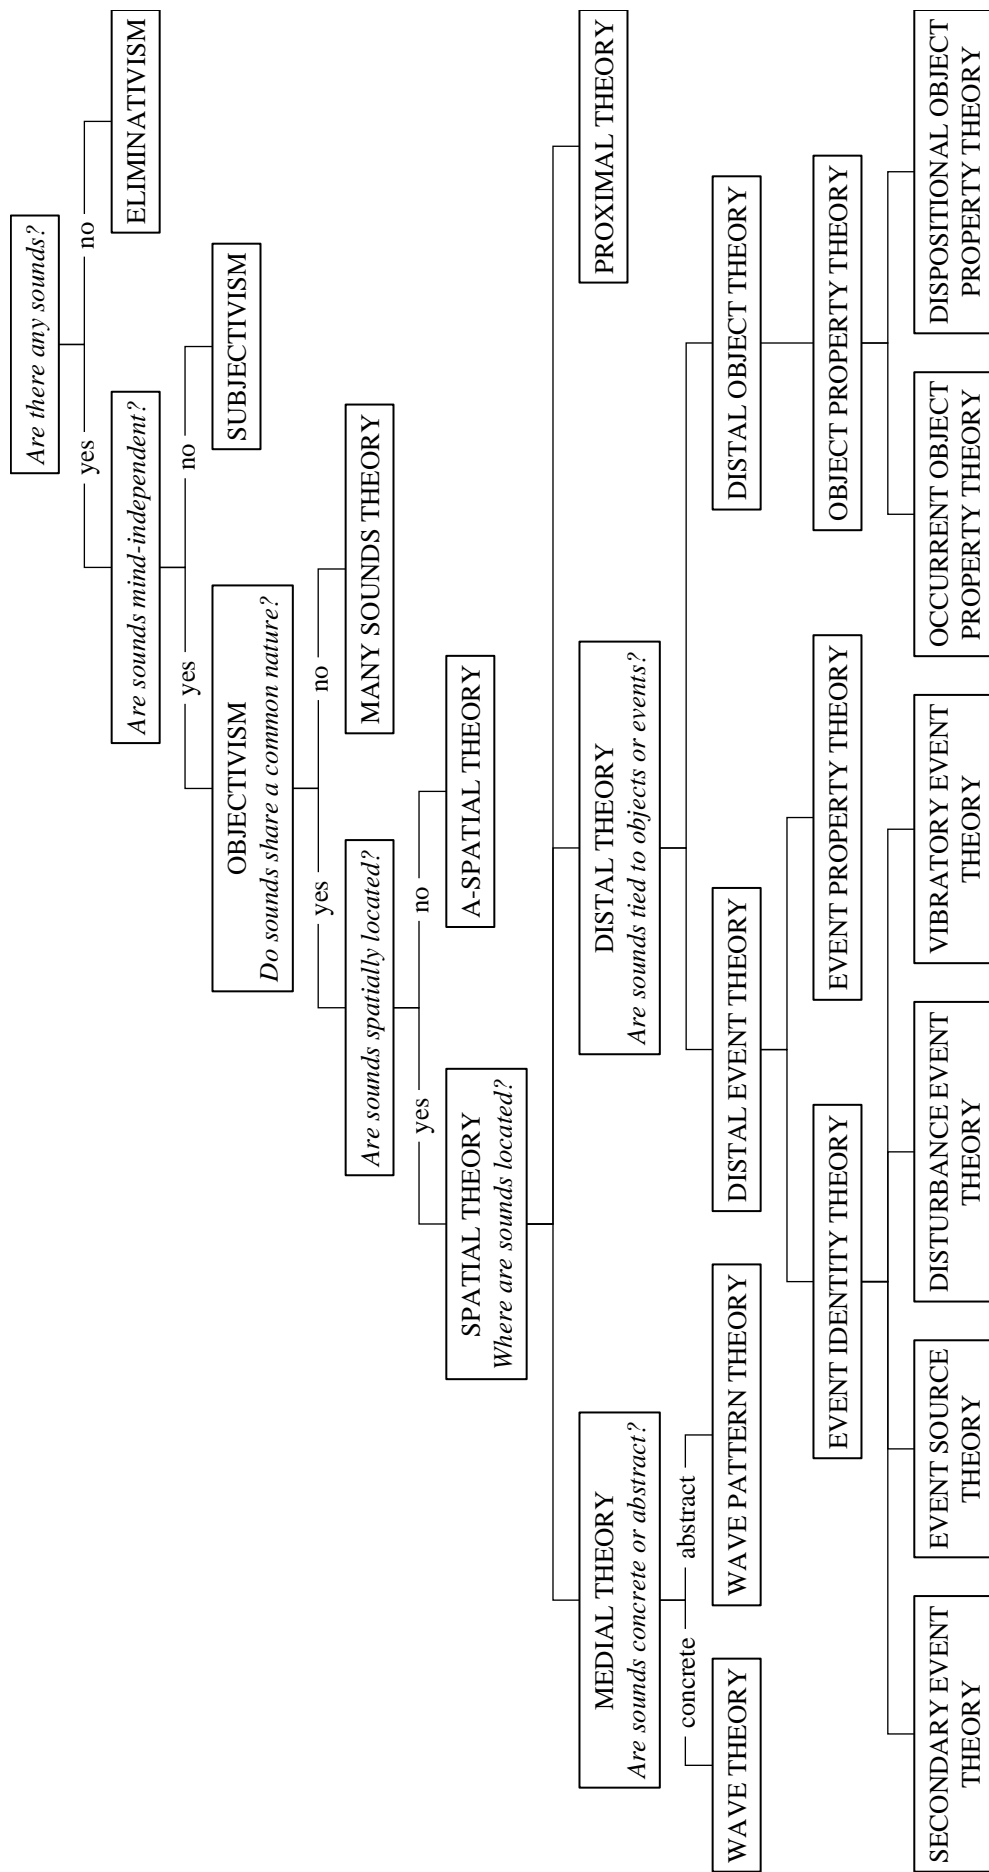 Are there any sounds?
yes
no
Are sounds mind-independent?
ELIMINATIVISM
yes
no
OBJECTIVISM
Do sounds share a common nature?
SUBJECTIVISM
yes
no
Are sounds spatially located?
MANY SOUNDS THEORY
yes
no
SPATIAL THEORY
Where are sounds located?
A-SPATIAL THEORY
MEDIAL THEORY
Are sounds concrete or abstract?
DISTAL THEORY
Are sounds tied to objects or events?
PROXIMAL THEORY
concrete
abstract
WAVE THEORY
WAVE PATTERN THEORY
DISTAL EVENT THEORY
DISTAL OBJECT THEORY
EVENT IDENTITY THEORY
EVENT PROPERTY THEORY
OBJECT PROPERTY THEORY
SECONDARY EVENT
THEORY
EVENT SOURCE
THEORY
DISTURBANCE EVENT
THEORY
VIBRATORY EVENT
THEORY
OCCURRENT OBJECT
PROPERTY THEORY
DISPOSITIONAL OBJECT
PROPERTY THEORY